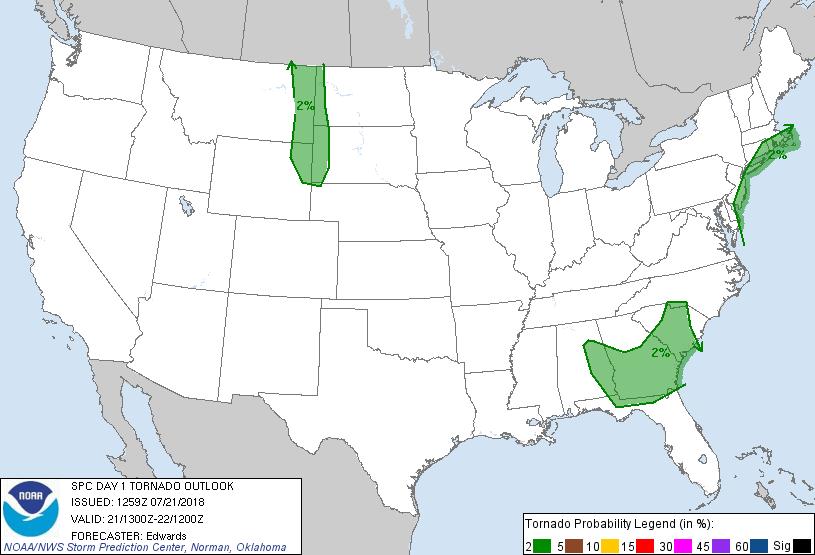 2%
2%
2%
NOAA
SPC DAY 1 TORNADO OUTLOOK
ISSUED: 1259Z 07/21/2018
VALID: 21/1300Z-22/1200Z
FORECASTER: Edwards
NOAA/NWS Storm Prediction Center, Norman, Oklahoma
Tornado Probability Legend (in %):
2 5 10 15 30 45 60 Sig